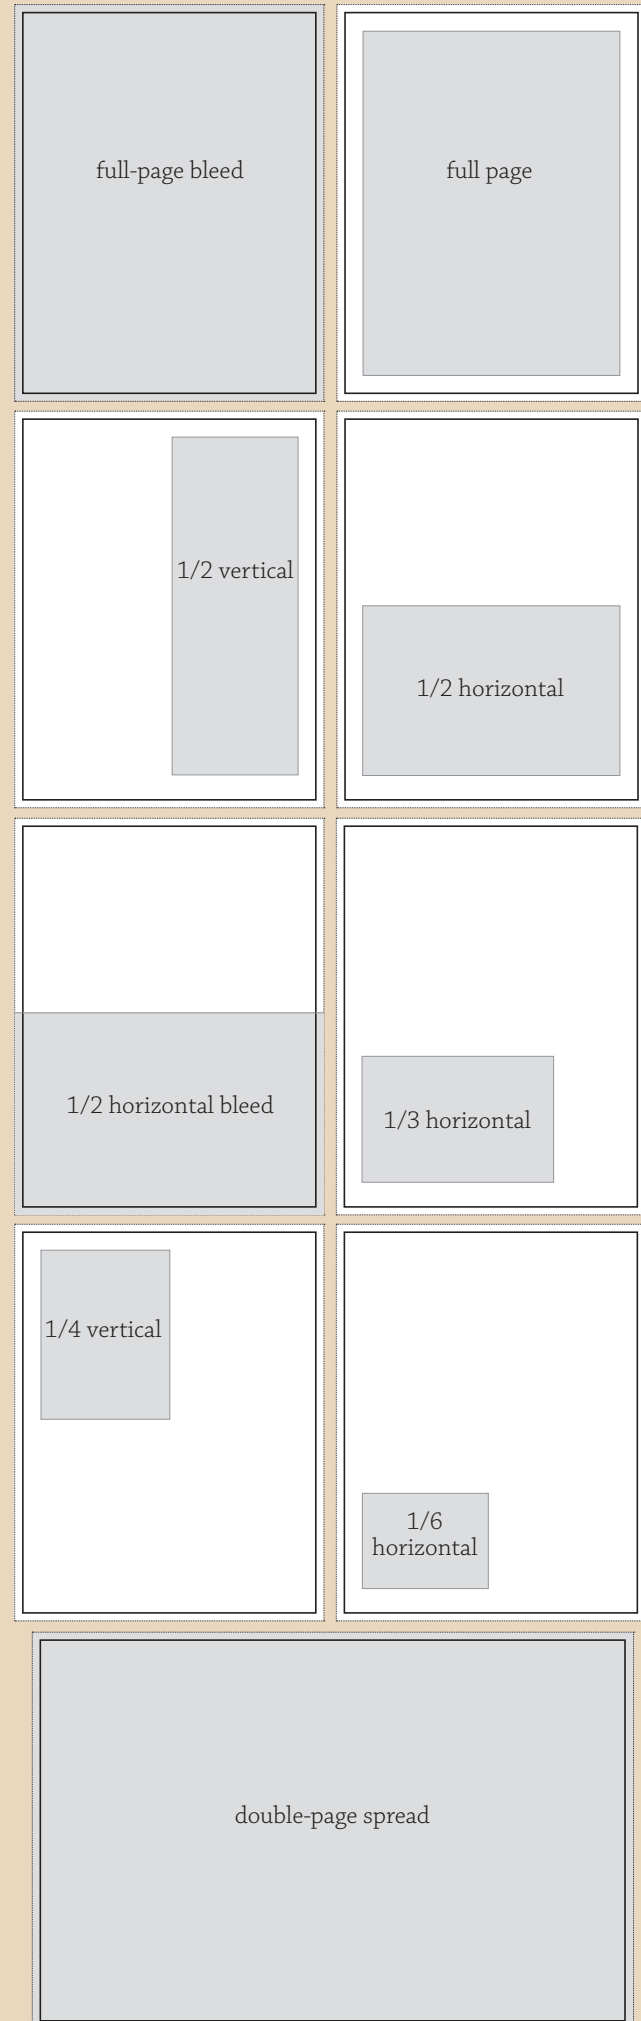 full-page bleed
full page
1/2 vertical
1/2 horizontal
1/2 horizontal bleed
1/3 horizontal
1/4 vertical
1/6
horizontal
double-page spread